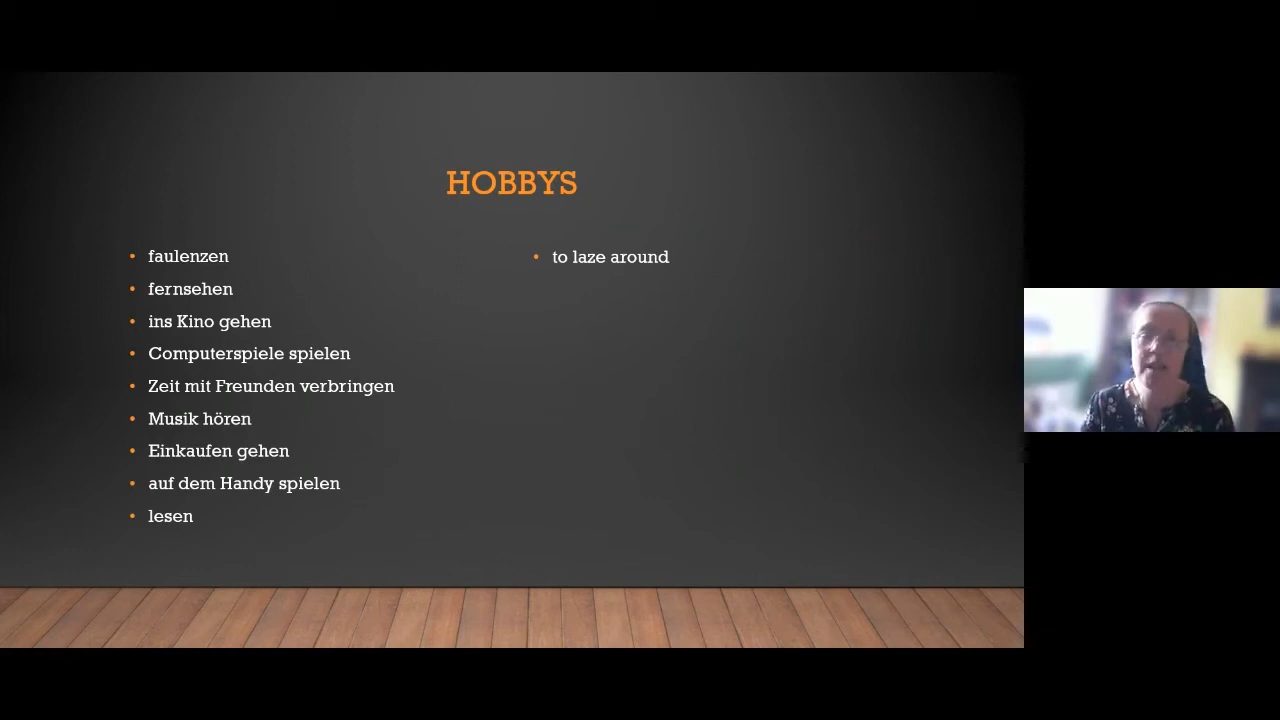 HOBBYS
faulenzen
fernsehen
ins Kino gehen
Computerspiele spielen
Zeit mit Freunden verbringen
Musik hören
Einkaufen gehen
auf dem Handy spielen
lesen
to laze around